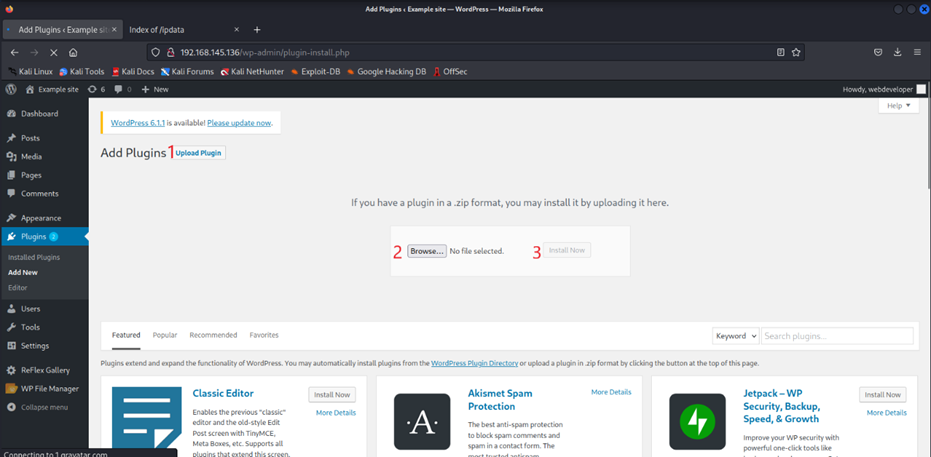 Add Plugins ‹ Example site — WordPress — Mozilla Firefox
Add Plugins ‹ Example site — ×
Index of /ipdata ×
+
192.168.145.136/wp-admin/plugin-install.php
Kali Linux Kali Tools Kali Docs Kali Forums Kali NetHunter Exploit-DB Google Hacking DB OffSec
Example site 6 0 + New Howdy, webdeveloper
Help ▼
Dashboard
Posts
Media
Pages
Comments
Appearance
Plugins 3
Installed Plugins
Add New
Editor
Users
Tools
Settings
ReFlex Gallery
WP File Manager
Collapse menu
WordPress 6.1.1 is available! Please update now.
Add Plugins 1 Upload Plugin
If you have a plugin in a .zip format, you may install it by uploading it here.
2 Browse... No file selected. 3 Install Now
Featured Popular Recommended Favorites Keyword Search plugins...
Plugins extend and expand the functionality of WordPress. You may automatically install plugins from the WordPress Plugin Directory or upload a plugin in .zip format by clicking the button at the top of this page.
Classic Editor
Install Now
More Details
Enables the previous "classic"
editor and the old-style Edit
Post screen with TinyMCE,
Meta Boxes, etc. Supports all
plugins that extend this screen.
Akismet Spam
Protection
More Details
The best anti-spam protection
to block spam comments and
spam in a contact form. The
most trusted antispam
Jetpack – WP
Security, Backup,
Speed, & Growth
Install Now
More Details
Improve your WP security with
powerful one-click tools like
Connecting to 1.gravatar.com